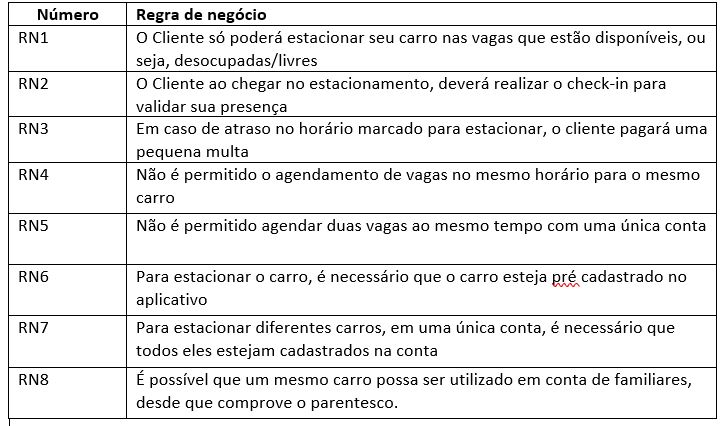 Número Regra de negócio
RN1 O Cliente só poderá estacionar seu carro nas vagas que estão disponíveis, ou
seja, desocupadas/livres
RN2 O Cliente ao chegar no estacionamento, deverá realizar o check-in para
validar sua presença
RN3 Em caso de atraso no horário marcado para estacionar, o cliente pagará uma
pequena multa
RN4 Não é permitido o agendamento de vagas no mesmo horário para o mesmo
carro
RN5 Não é permitido agendar duas vagas ao mesmo tempo com uma única conta
RN6 Para estacionar o carro, é necessário que o carro esteja pré cadastrado no
aplicativo
RN7 Para estacionar diferentes carros, em uma única conta, é necessário que
todos eles estejam cadastrados na conta
RN8 É possível que um mesmo carro possa ser utilizado em conta de familiares,
desde que comprove o parentesco.